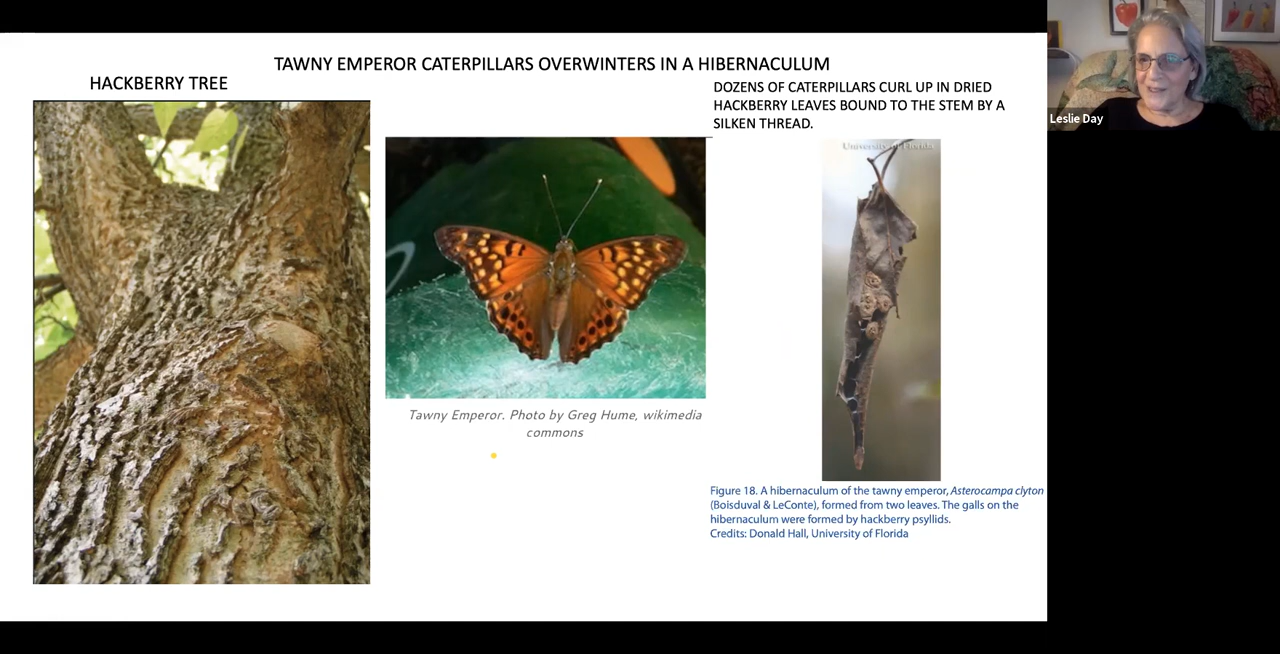 TAWNY EMPEROR CATERPILLARS OVERWINTERS IN A HIBERNACULUM
HACKBERRY TREE
DOZENS OF CATERPILLARS CURL UP IN DRIED
HACKBERRY LEAVES BOUND TO THE STEM BY A
SILKEN THREAD.
University of Florida
Tawny Emperor. Photo by Greg Hume, wikimedia
commons
Figure 18. A hibernaculum of the tawny emperor, Asterocampa clyton
(Boisduval & LeConte), formed from two leaves. The galls on the
hibernaculum were formed by hackberry psyllids.
Credits: Donald Hall, University of Florida
Leslie Day